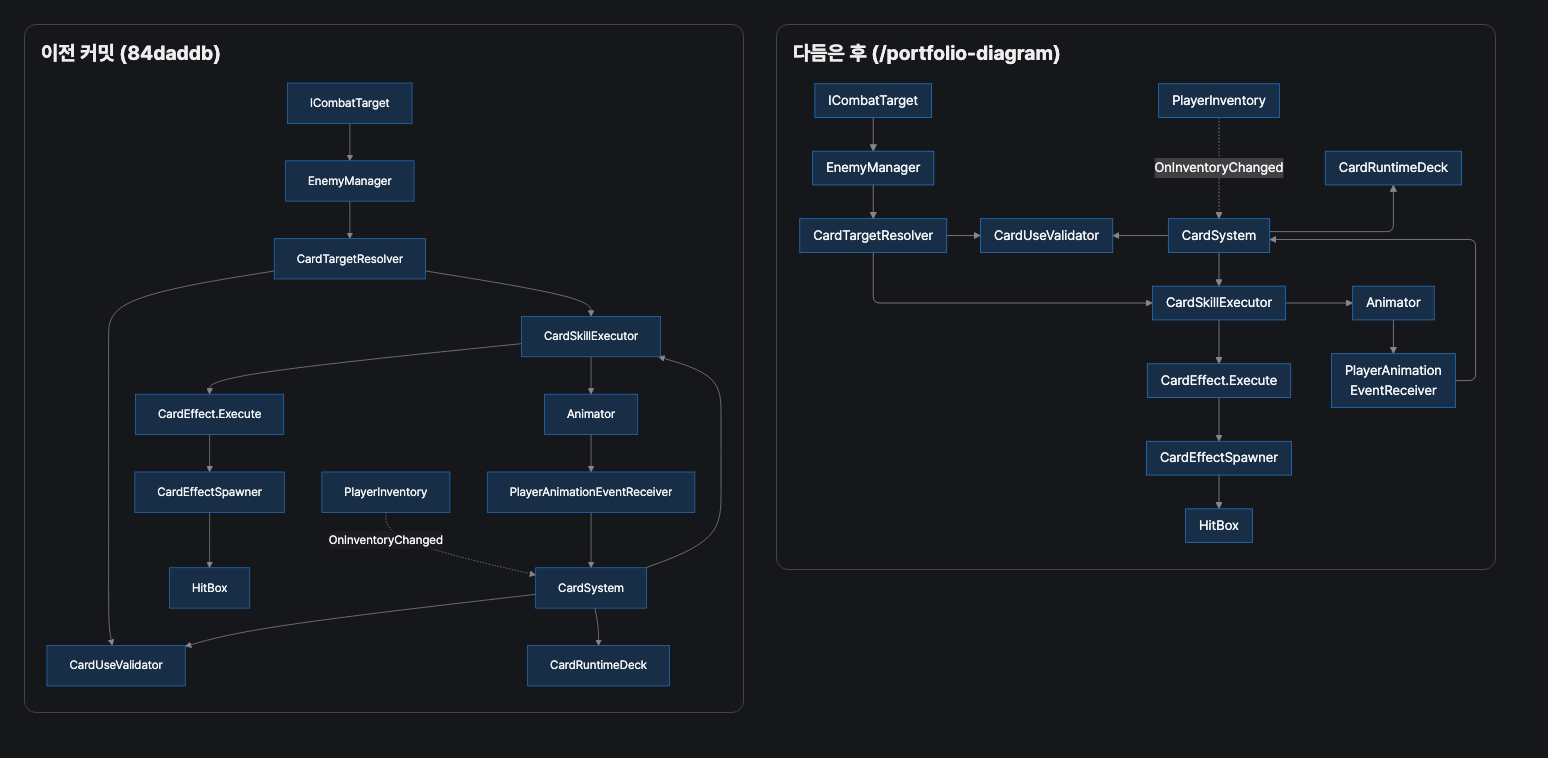 이전 커밋 (84daddb)
ICombatTarget
EnemyManager
CardTargetResolver
CardSkillExecutor
CardEffect.Execute
Animator
CardEffectSpawner
PlayerInventory
PlayerAnimationEventReceiver
OnInventoryChanged
HitBox
CardSystem
CardUseValidator
CardRuntimeDeck
다듬은 후 (/portfolio-diagram)
ICombatTarget
PlayerInventory
EnemyManager
OnInventoryChanged
CardRuntimeDeck
CardTargetResolver
CardUseValidator
CardSystem
CardSkillExecutor
Animator
CardEffect.Execute
PlayerAnimation
EventReceiver
CardEffectSpawner
HitBox